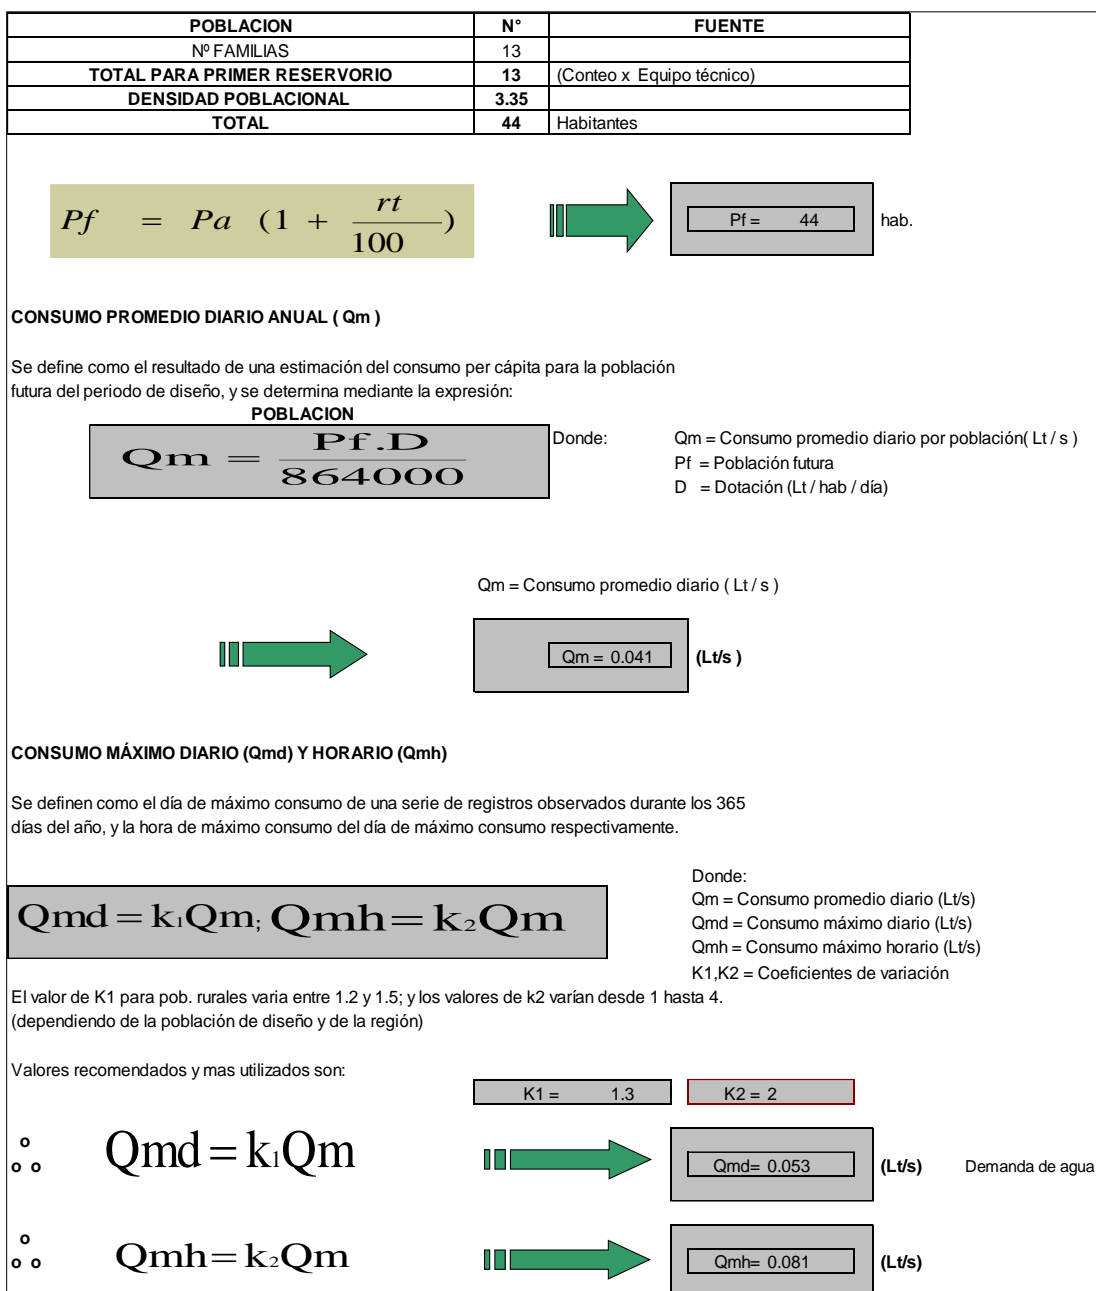 POBLACION N° FUENTE
Nº FAMILIAS 13
TOTAL PARA PRIMER RESERVORIO 13 (Conteo x Equipo técnico)
DENSIDAD POBLACIONAL 3.35
TOTAL 44 Habitantes
Pf = Pa (1 + rt/100) Pf = 44 hab.
CONSUMO PROMEDIO DIARIO ANUAL ( Qm )
Se define como el resultado de una estimación del consumo per cápita para la población
futura del periodo de diseño, y se determina mediante la expresión:
POBLACION
Qm = Pf.D/864000 Donde: Qm = Consumo promedio diario por población( Lt / s )
Pf = Población futura
D = Dotación (Lt / hab / día)
Qm = Consumo promedio diario ( Lt / s )
Qm = 0.041 (Lt/s )
CONSUMO MÁXIMO DIARIO (Qmd) Y HORARIO (Qmh)
Se definen como el día de máximo consumo de una serie de registros observados durante los 365
días del año, y la hora de máximo consumo del día de máximo consumo respectivamente.
Donde:
Qm = Consumo promedio diario (Lt/s)
Qmd = k1Qm; Qmh = k2Qm
Qmd = Consumo máximo diario (Lt/s)
Qmh = Consumo máximo horario (Lt/s)
K1,K2 = Coeficientes de variación
El valor de K1 para pob. rurales varia entre 1.2 y 1.5; y los valores de k2 varían desde 1 hasta 4.
(dependiendo de la población de diseño y de la región)
Valores recomendados y mas utilizados son:
K1 = 1.3 K2 = 2
Qmd = k1Qm Qmd= 0.053 (Lt/s) Demanda de agua
Qmh = k2Qm Qmh= 0.081 (Lt/s)